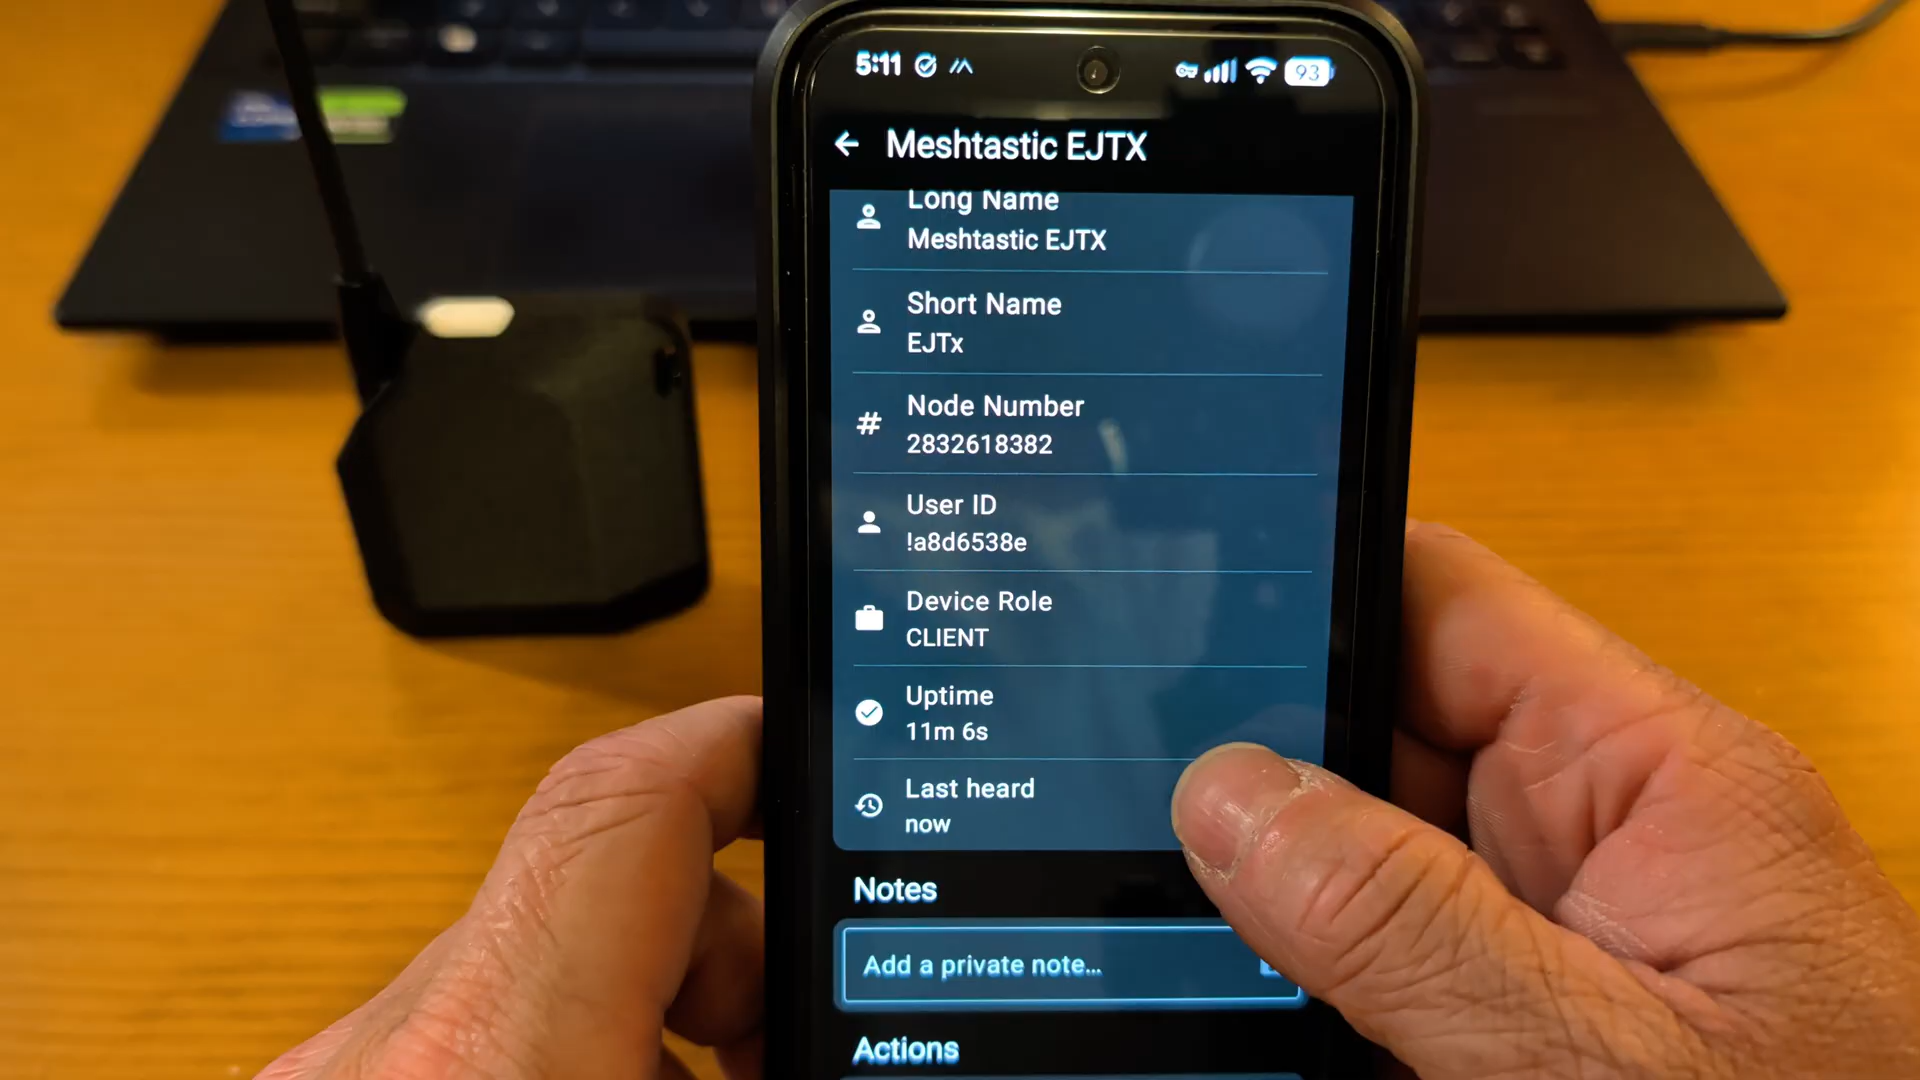 5:11
93
Meshtastic EJTX
Long Name
Meshtastic EJTX
Short Name
EJTx
Node Number
2832618382
User ID
!a8d6538e
Device Role
CLIENT
Uptime
11m 6s
Last heard
now
Notes
Add a private note...
Actions